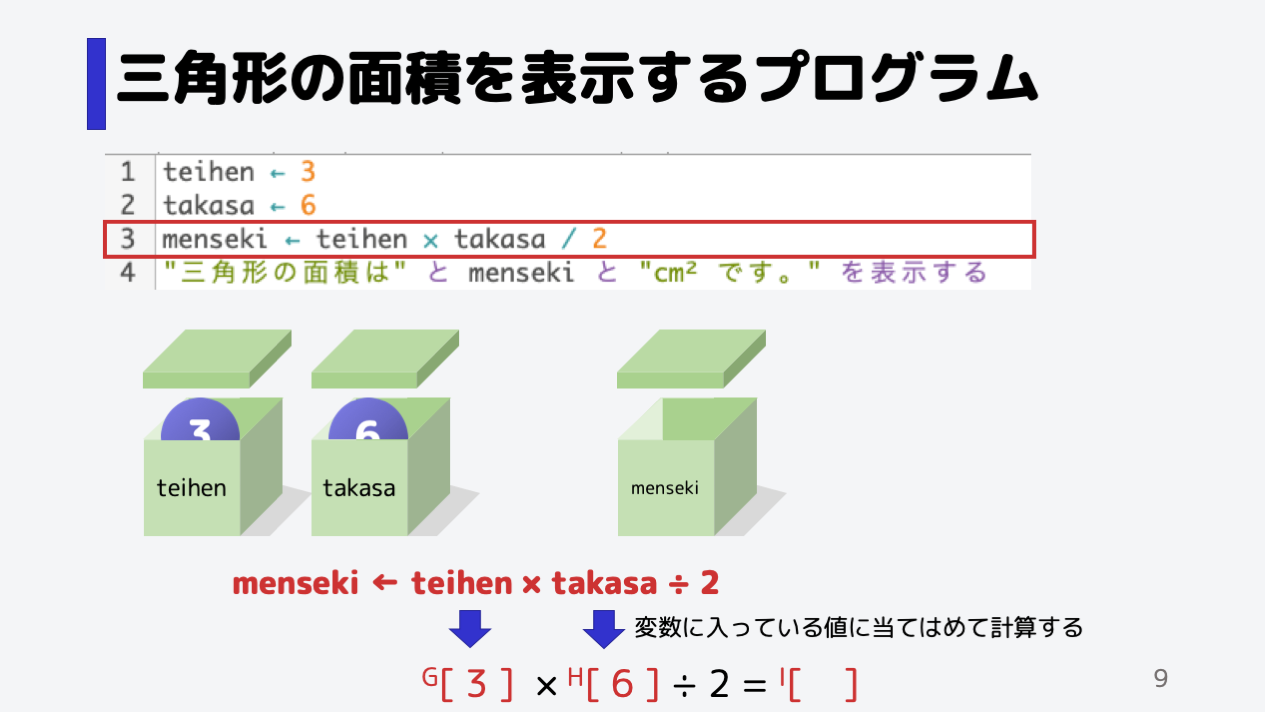 三角形の面積を表示するプログラム
1 teihen ← 3
2 takasa ← 6
3 menseki ← teihen × takasa / 2
4 "三角形の面積は" と menseki と "cm² です。" を表示する
3 6
teihen takasa menseki
menseki ← teihen × takasa ÷ 2
変数に入っている値に当てはめて計算する
G[ 3 ] × H[ 6 ] ÷ 2 = I[ ]
9